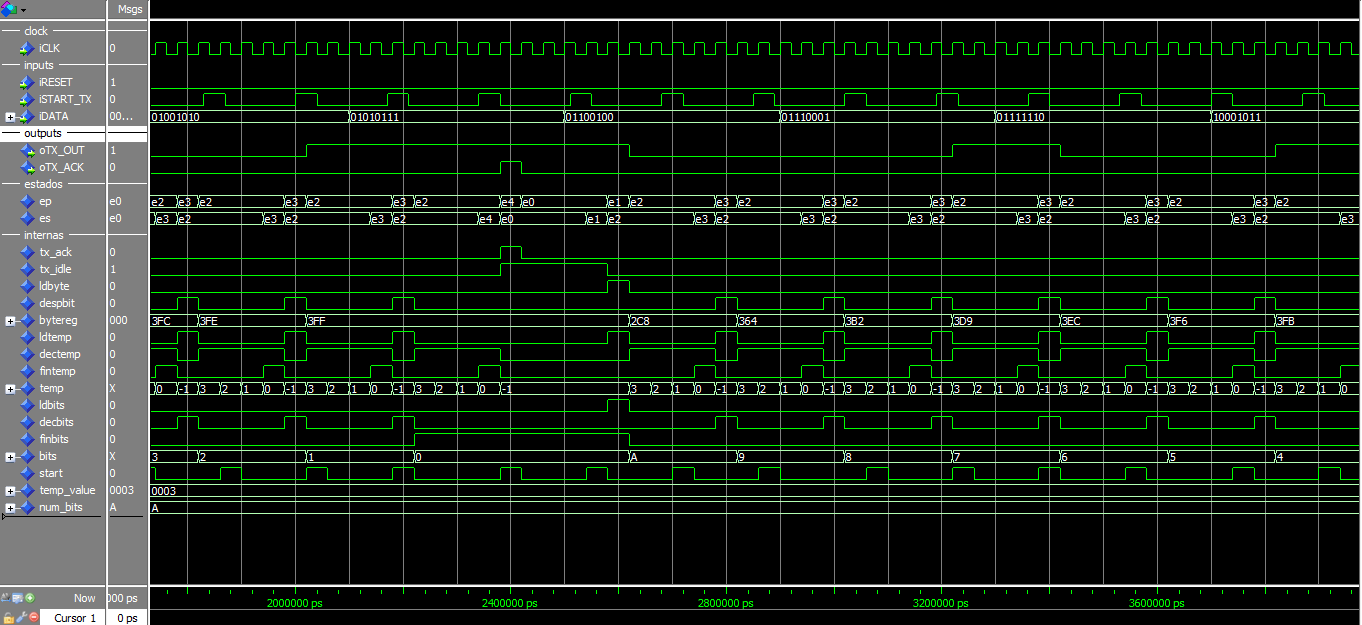 Msgs
clock
iCLK 0
inputs
iRESET 1
iSTART_TX 0
iDATA 00... 01001010 01010111 01100100 01110001 01111110 10001011
outputs
oTX_OUT 1
oTX_ACK 0
estados
ep e0 e2 e3 e2 e3 e2 e3 e2 e4 e0 e1 e2 e3 e2 e3 e2 e3 e2 e3 e2 e3 e2 e3 e2
es e0 e3 e2 e3 e2 e3 e2 e4 e0 e1 e2 e3 e2 e3 e2 e3 e2 e3 e2 e3 e2 e3 e2 e3
internas
tx_ack 0
tx_idle 1
ldbyte 0
despbit 0
bytereg 000 3FC 3FE 3FF 2C8 364 3B2 3D9 3EC 3F6 3FB
ldtemp 0
dectemp 0
fintemp 0
temp X 0 -1 3 2 1 0 -1 3 2 1 0 -1 3 2 1 0 -1 3 2 1 0 -1 3 2 1 0 -1 3 2 1 0 -1 3 2 1 0 -1 3 2 1 0 -1 3 2 1 0 -1 3 2 1 0
ldbits 0
decbits 0
finbits 0
bits X 3 2 1 0 A 9 8 7 6 5 4
start 0
temp_value 0003 0003
num_bits A A
Now 000 ps 2000000 ps 2400000 ps 2800000 ps 3200000 ps 3600000 ps
Cursor 1 0 ps